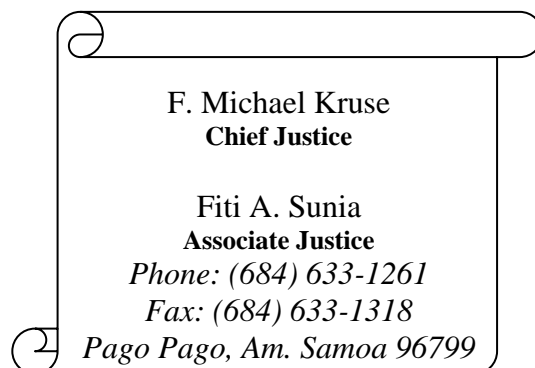 F. Michael Kruse
Chief Justice
Fiti A. Sunia
Associate Justice
Phone: (684) 633-1261
Fax: (684) 633-1318
Pago Pago, Am. Samoa 96799